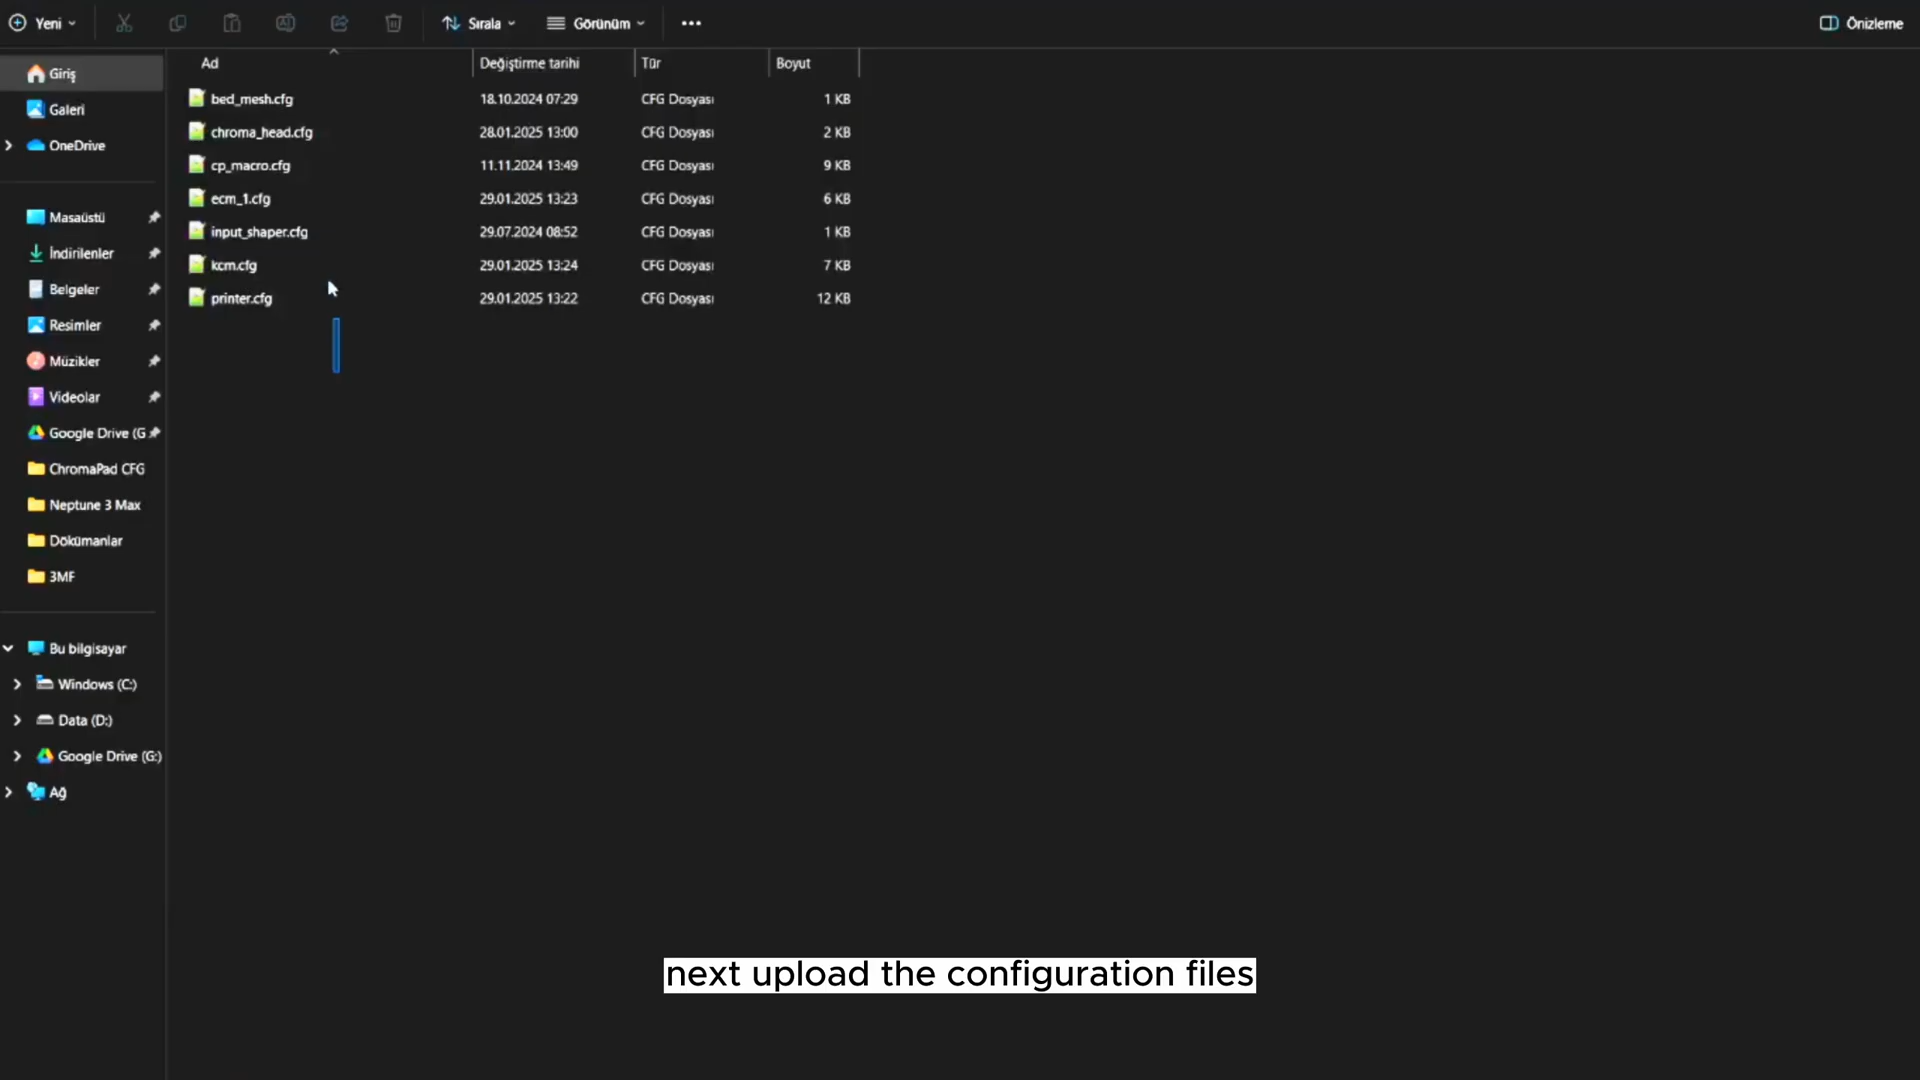 Yeni
Sırala
Görünüm
Önizleme
Ad Değiştirme tarihi Tür Boyut
bed_mesh.cfg 18.10.2024 07:29 CFG Dosyası 1 KB
chroma_head.cfg 28.01.2025 13:00 CFG Dosyası 2 KB
cp_macro.cfg 11.11.2024 13:49 CFG Dosyası 9 KB
ecm_1.cfg 29.01.2025 13:23 CFG Dosyası 6 KB
input_shaper.cfg 29.07.2024 08:52 CFG Dosyası 1 KB
kcm.cfg 29.01.2025 13:24 CFG Dosyası 7 KB
printer.cfg 29.01.2025 13:22 CFG Dosyası 12 KB
Giriş
Galeri
OneDrive
Masaüstü
İndirilenler
Belgeler
Resimler
Müzikler
Videolar
Google Drive (G
ChromaPad CFG
Neptune 3 Max
Dökümanlar
3MF
Bu bilgisayar
Windows (C:)
Data (D:)
Google Drive (G:)
Ağ
next upload the configuration files